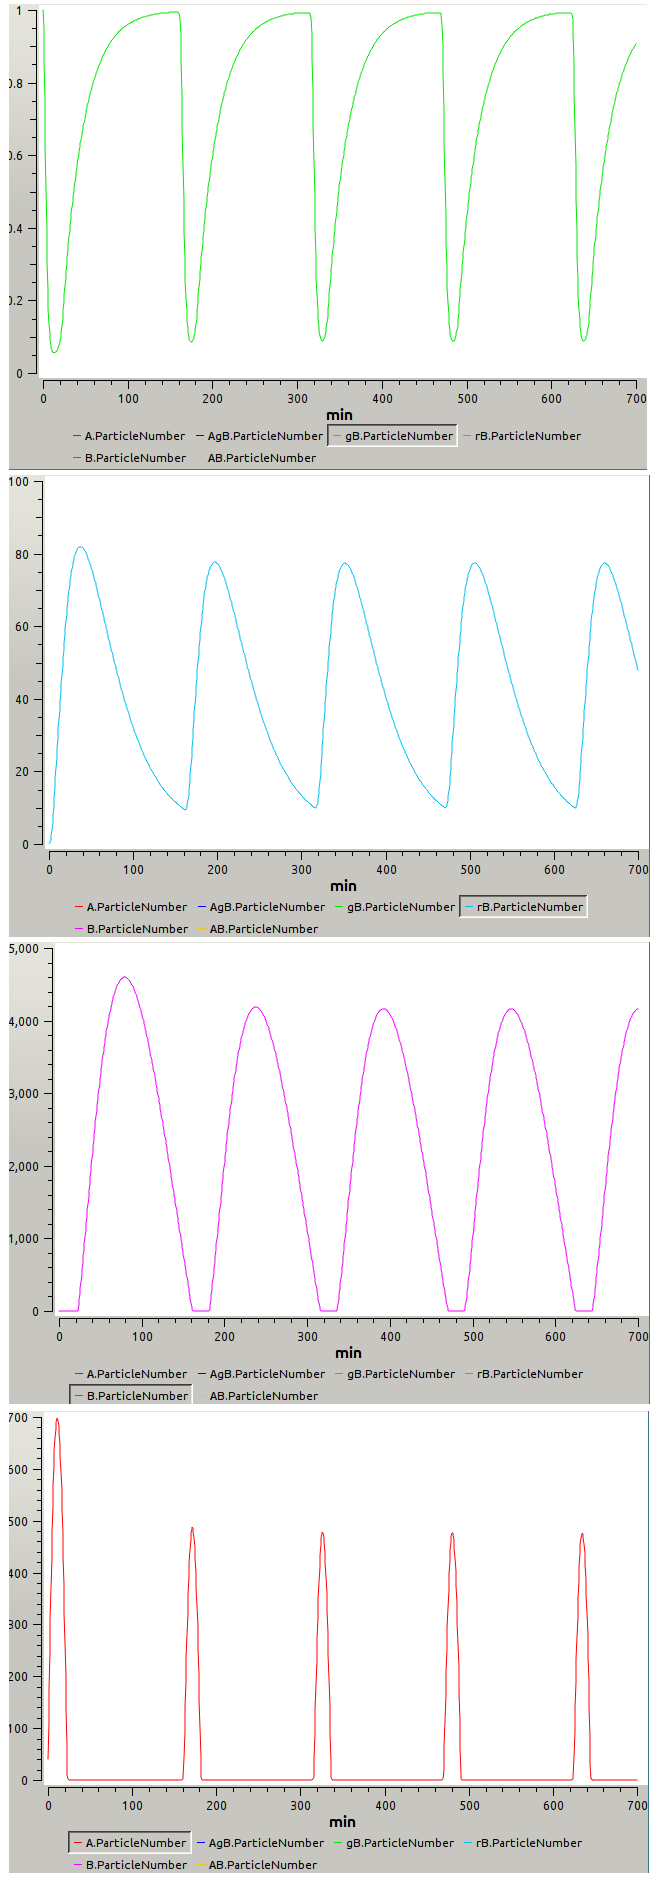 1
0.8
0.6
0.4
0.2
0
0 100 200 300 400 500 600 700
min
A.ParticleNumber AgB.ParticleNumber gB.ParticleNumber rB.ParticleNumber
B.ParticleNumber AB.ParticleNumber
100
80
60
40
20
0
0 100 200 300 400 500 600 700
min
A.ParticleNumber AgB.ParticleNumber gB.ParticleNumber rB.ParticleNumber
B.ParticleNumber AB.ParticleNumber
5,000
4,000
3,000
2,000
1,000
0
0 100 200 300 400 500 600 700
min
A.ParticleNumber AgB.ParticleNumber gB.ParticleNumber rB.ParticleNumber
B.ParticleNumber AB.ParticleNumber
700
600
500
400
300
200
100
0
0 100 200 300 400 500 600 700
min
A.ParticleNumber AgB.ParticleNumber gB.ParticleNumber rB.ParticleNumber
B.ParticleNumber AB.ParticleNumber